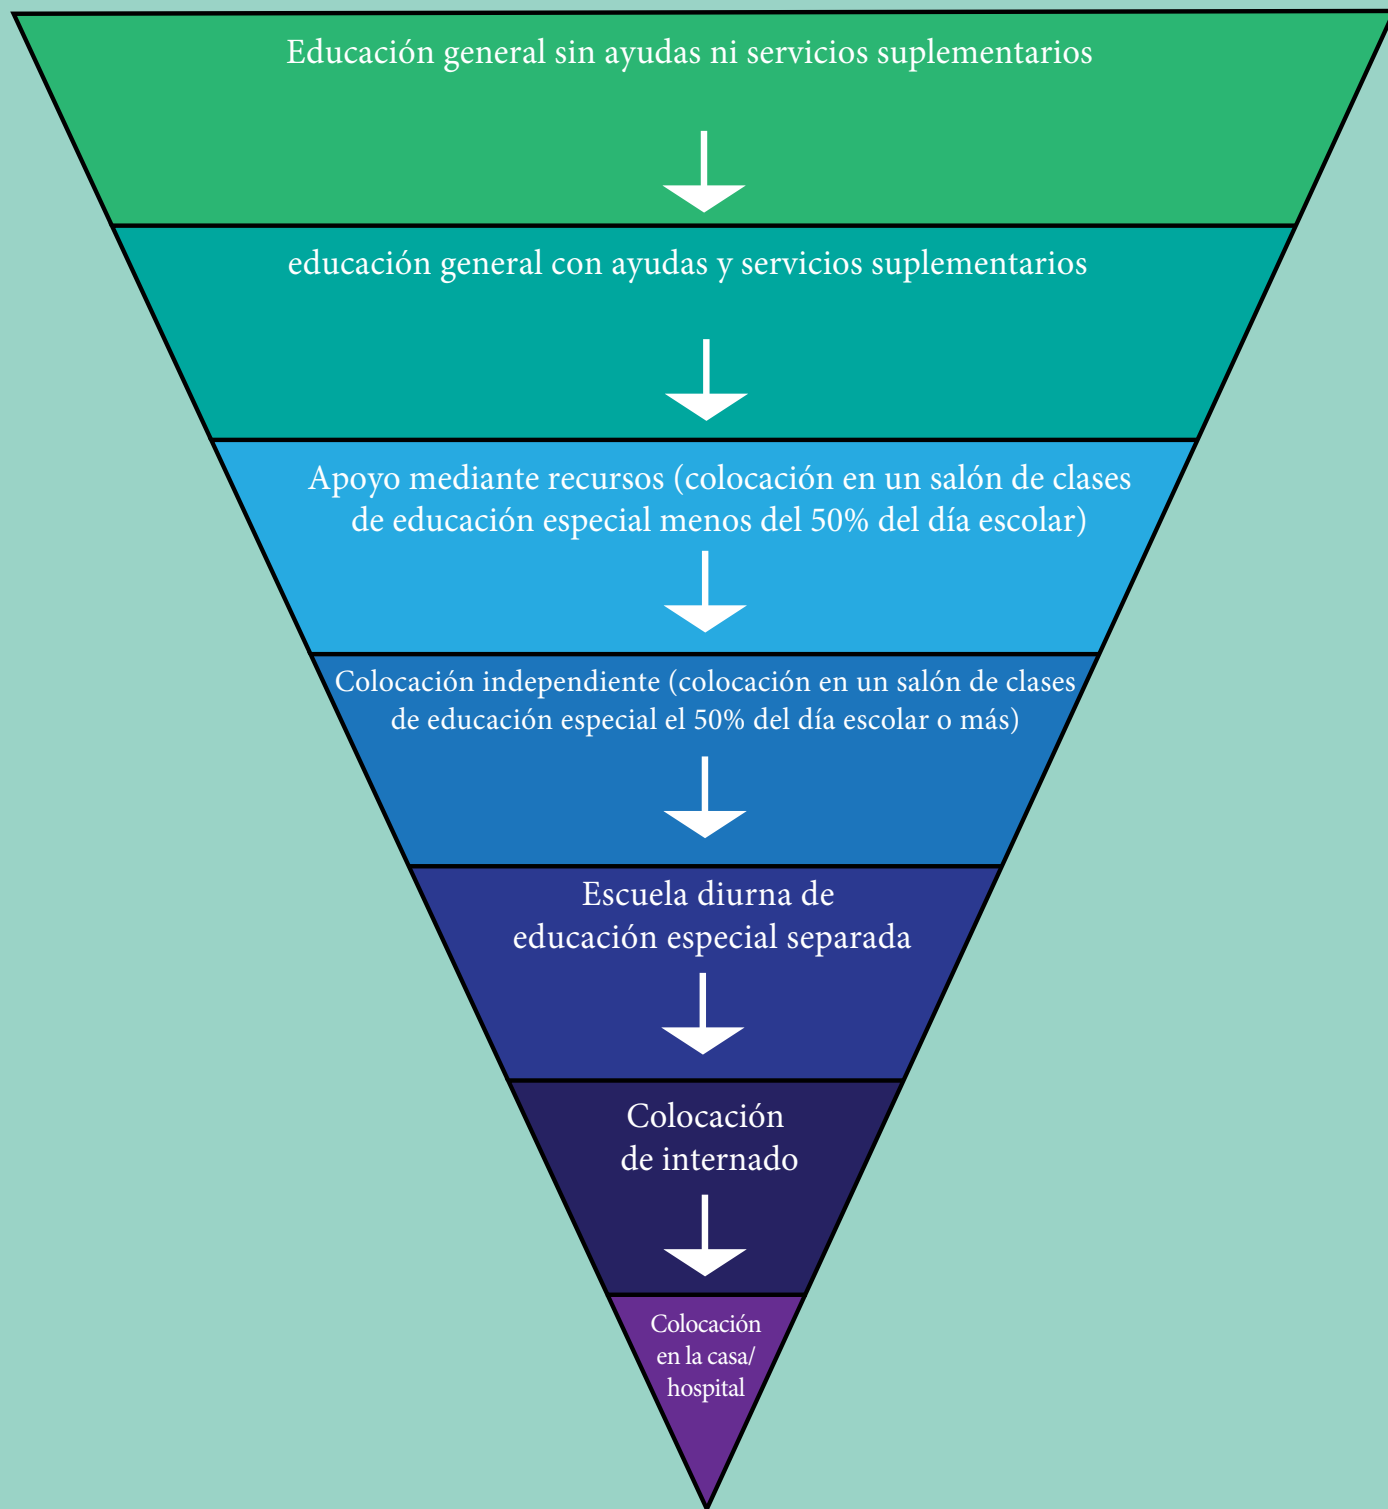 Educación general sin ayudas ni servicios suplementarios
educación general con ayudas y servicios suplementarios
Apoyo mediante recursos (colocación en un salón de clases
de educación especial menos del 50% del día escolar)
Colocación independiente (colocación en un salón de clases
de educación especial el 50% del día escolar o más)
Escuela diurna de
educación especial separada
Colocación
de internado
Colocación
en la casa/
hospital